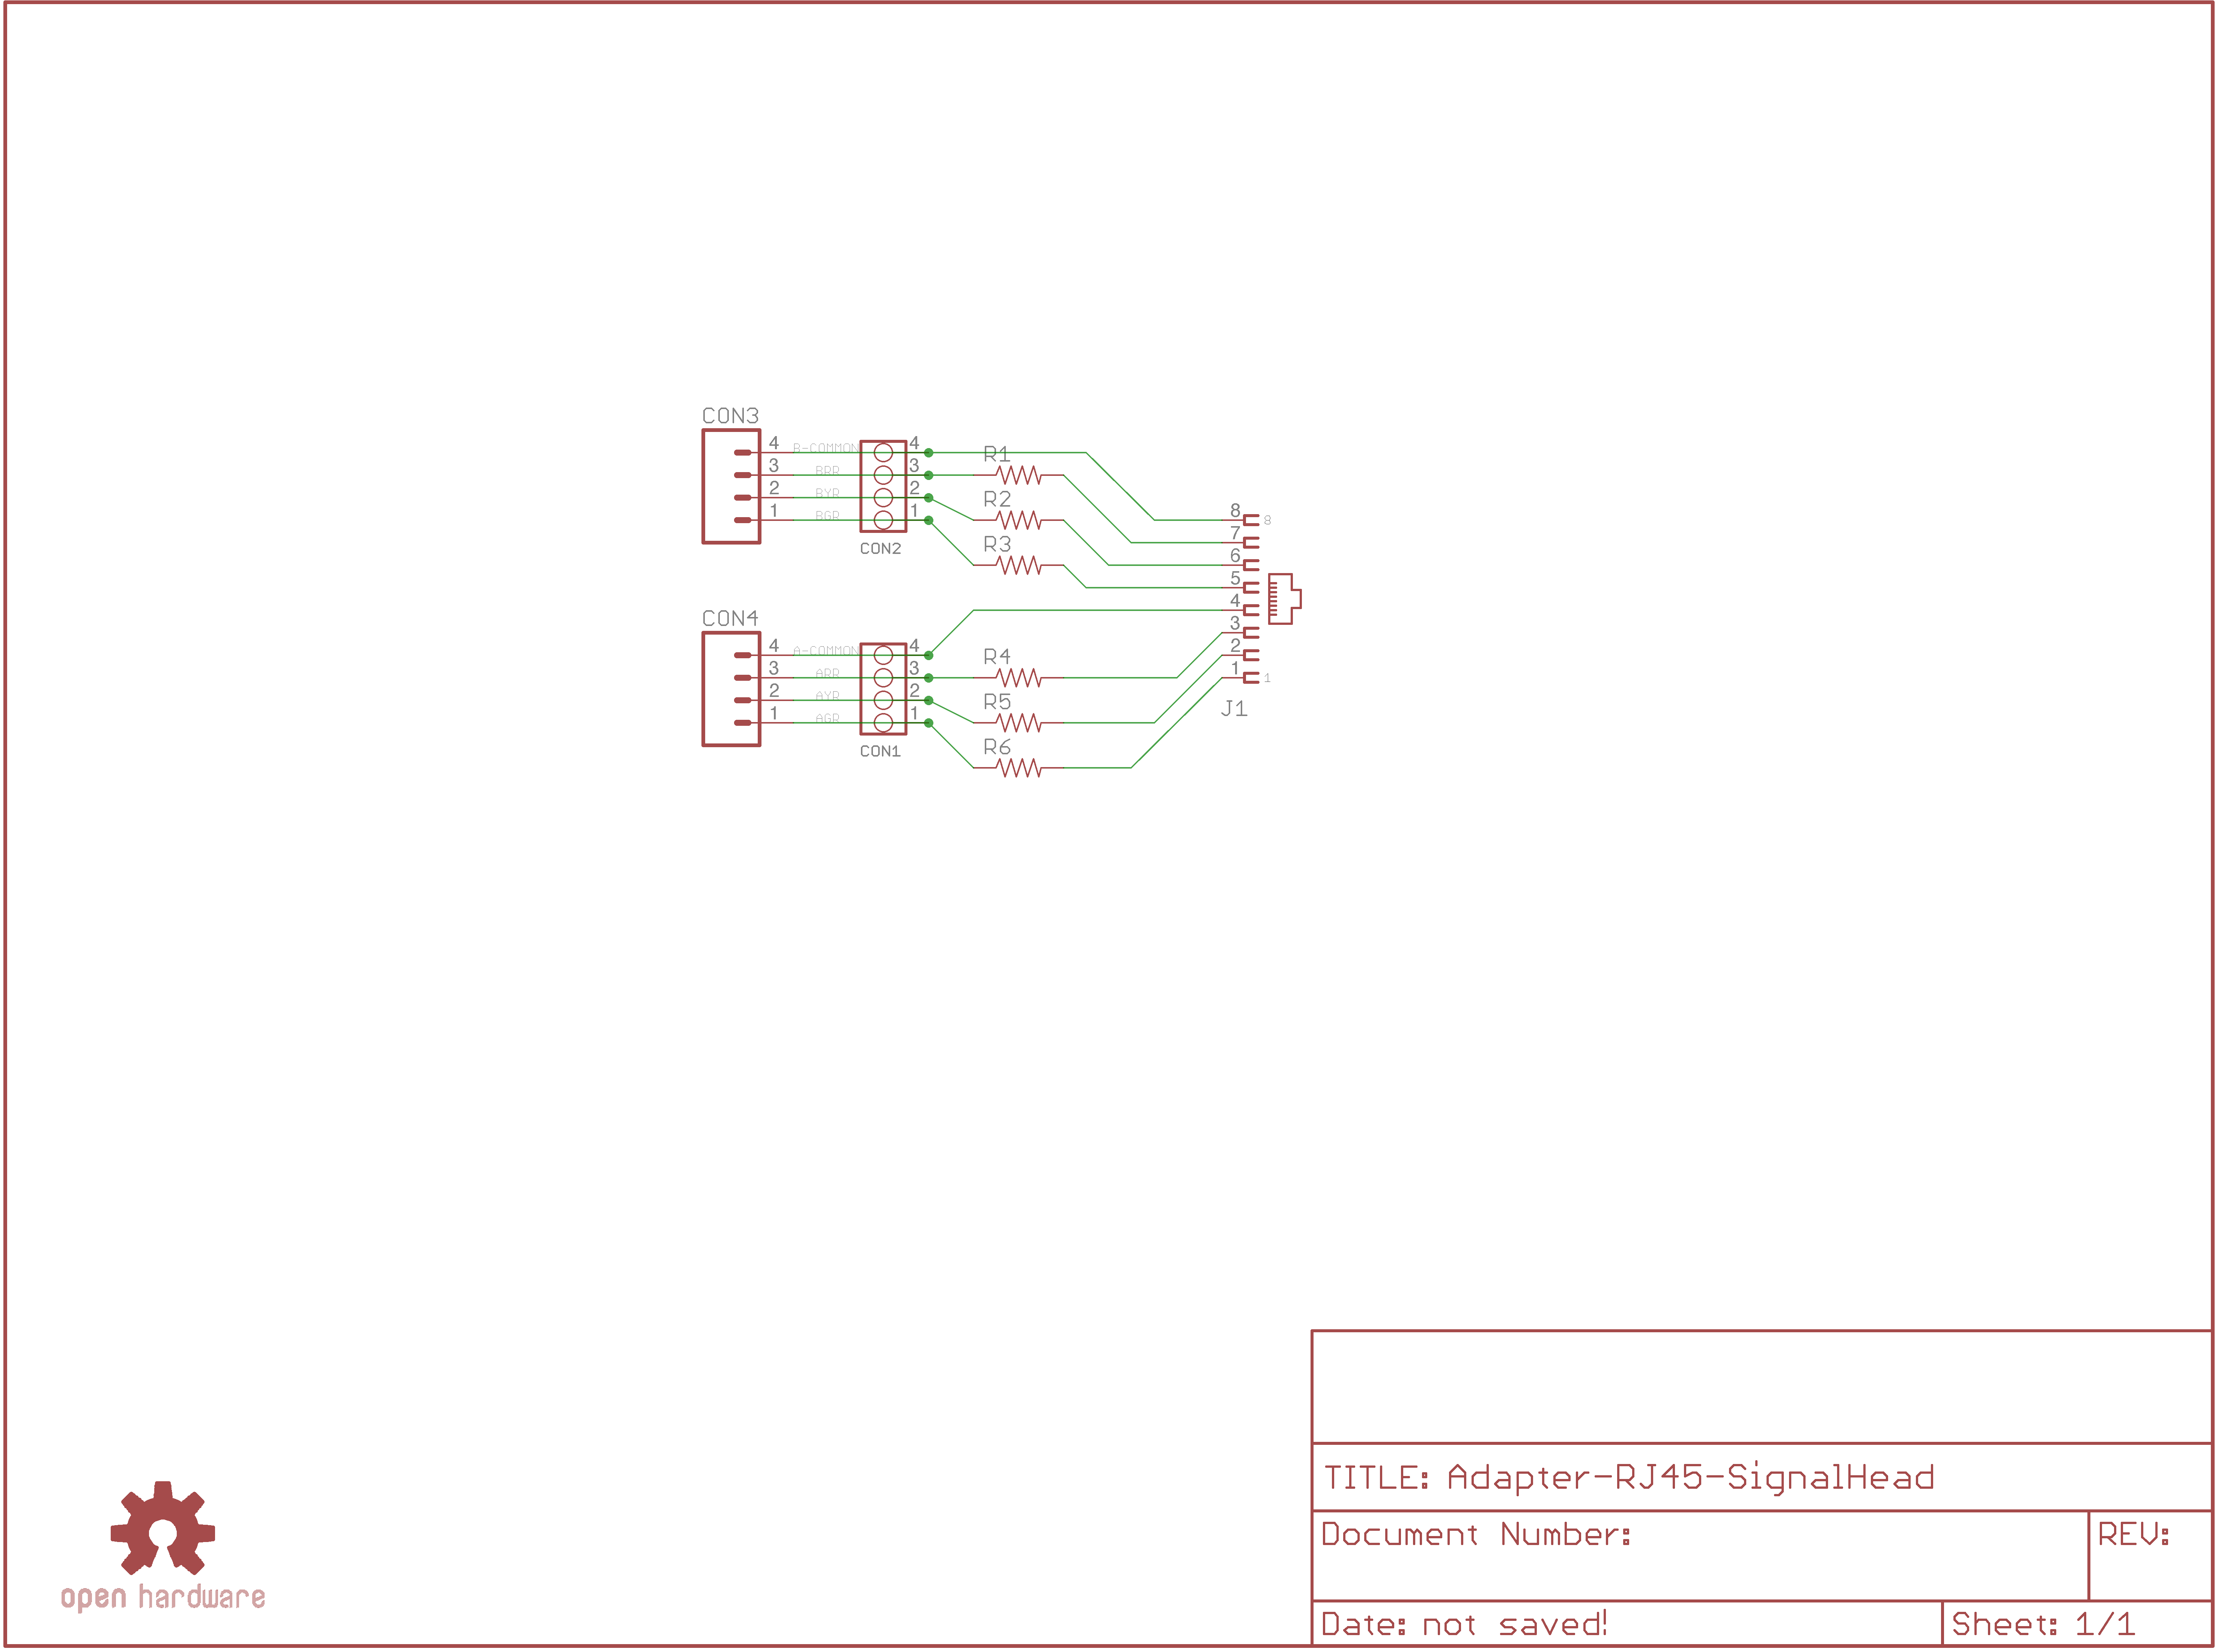 CON3
4 B-COMMON 4
3 BRR 3
2 BYR 2
1 BGR 1
CON2
R1
R2
R3
8 8
7
6
5
4
3
2
1 1
J1
CON4
4 A-COMMON 4
3 ARR 3
2 AYR 2
1 AGR 1
CON1
R4
R5
R6
open hardware
TITLE: Adapter-RJ45-SignalHead
Document Number:
REV:
Date: not saved!
Sheet: 1/1